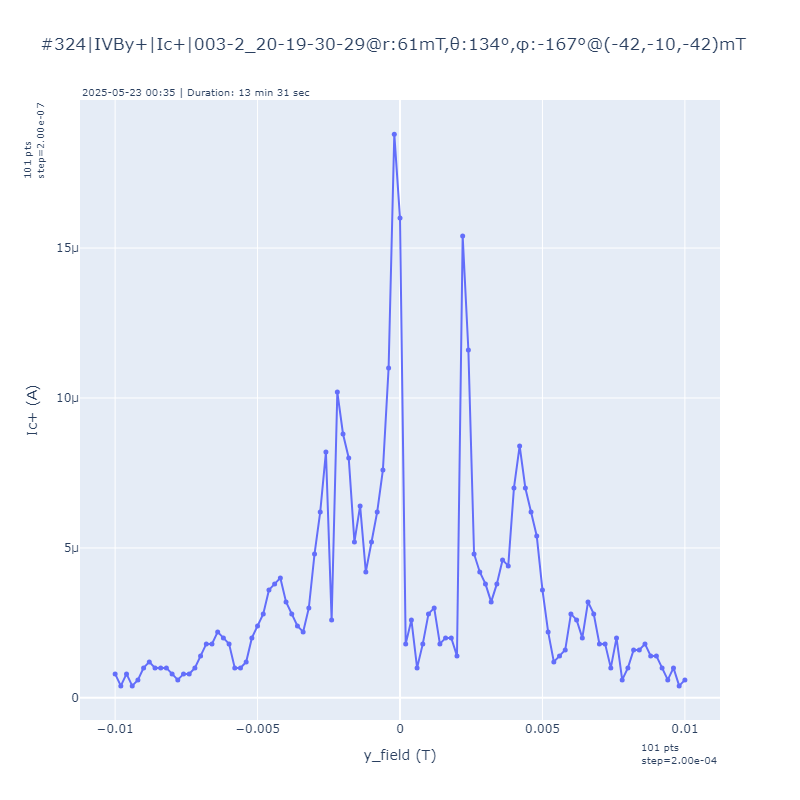 #324|IVBy+|Ic+|003-2_20-19-30-29@r:61mT,θ:134°,φ:-167°@(-42,-10,-42)mT
2025-05-23 00:35 | Duration: 13 min 31 sec
101 pts
step=2.00e-07
15μ
10μ
5μ
0
Ic+ (A)
−0.01
−0.005
0
0.005
0.01
y_field (T)
101 pts
step=2.00e-04